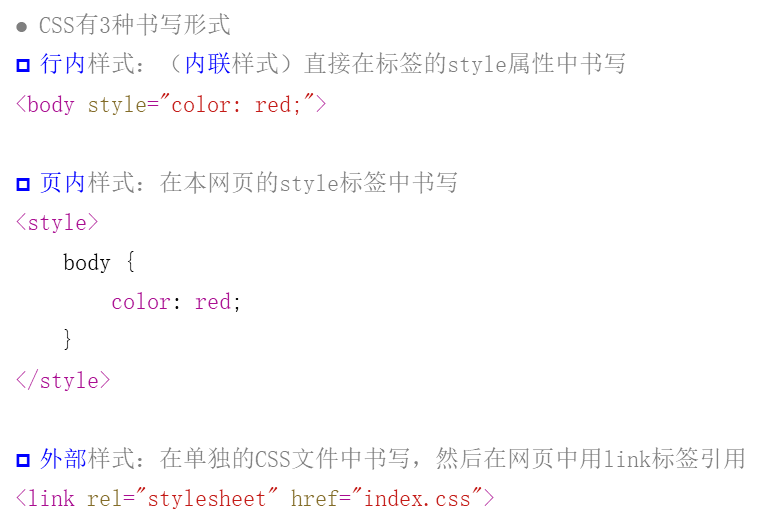 ● CSS有3种书写形式
行内样式：（内联样式）直接在标签的style属性中书写
<body style="color: red;">
页内样式：在本网页的style标签中书写
<style>
    body {
        color: red;
    }
</style>
外部样式：在单独的CSS文件中书写，然后在网页中用link标签引用
<link rel="stylesheet" href="index.css">